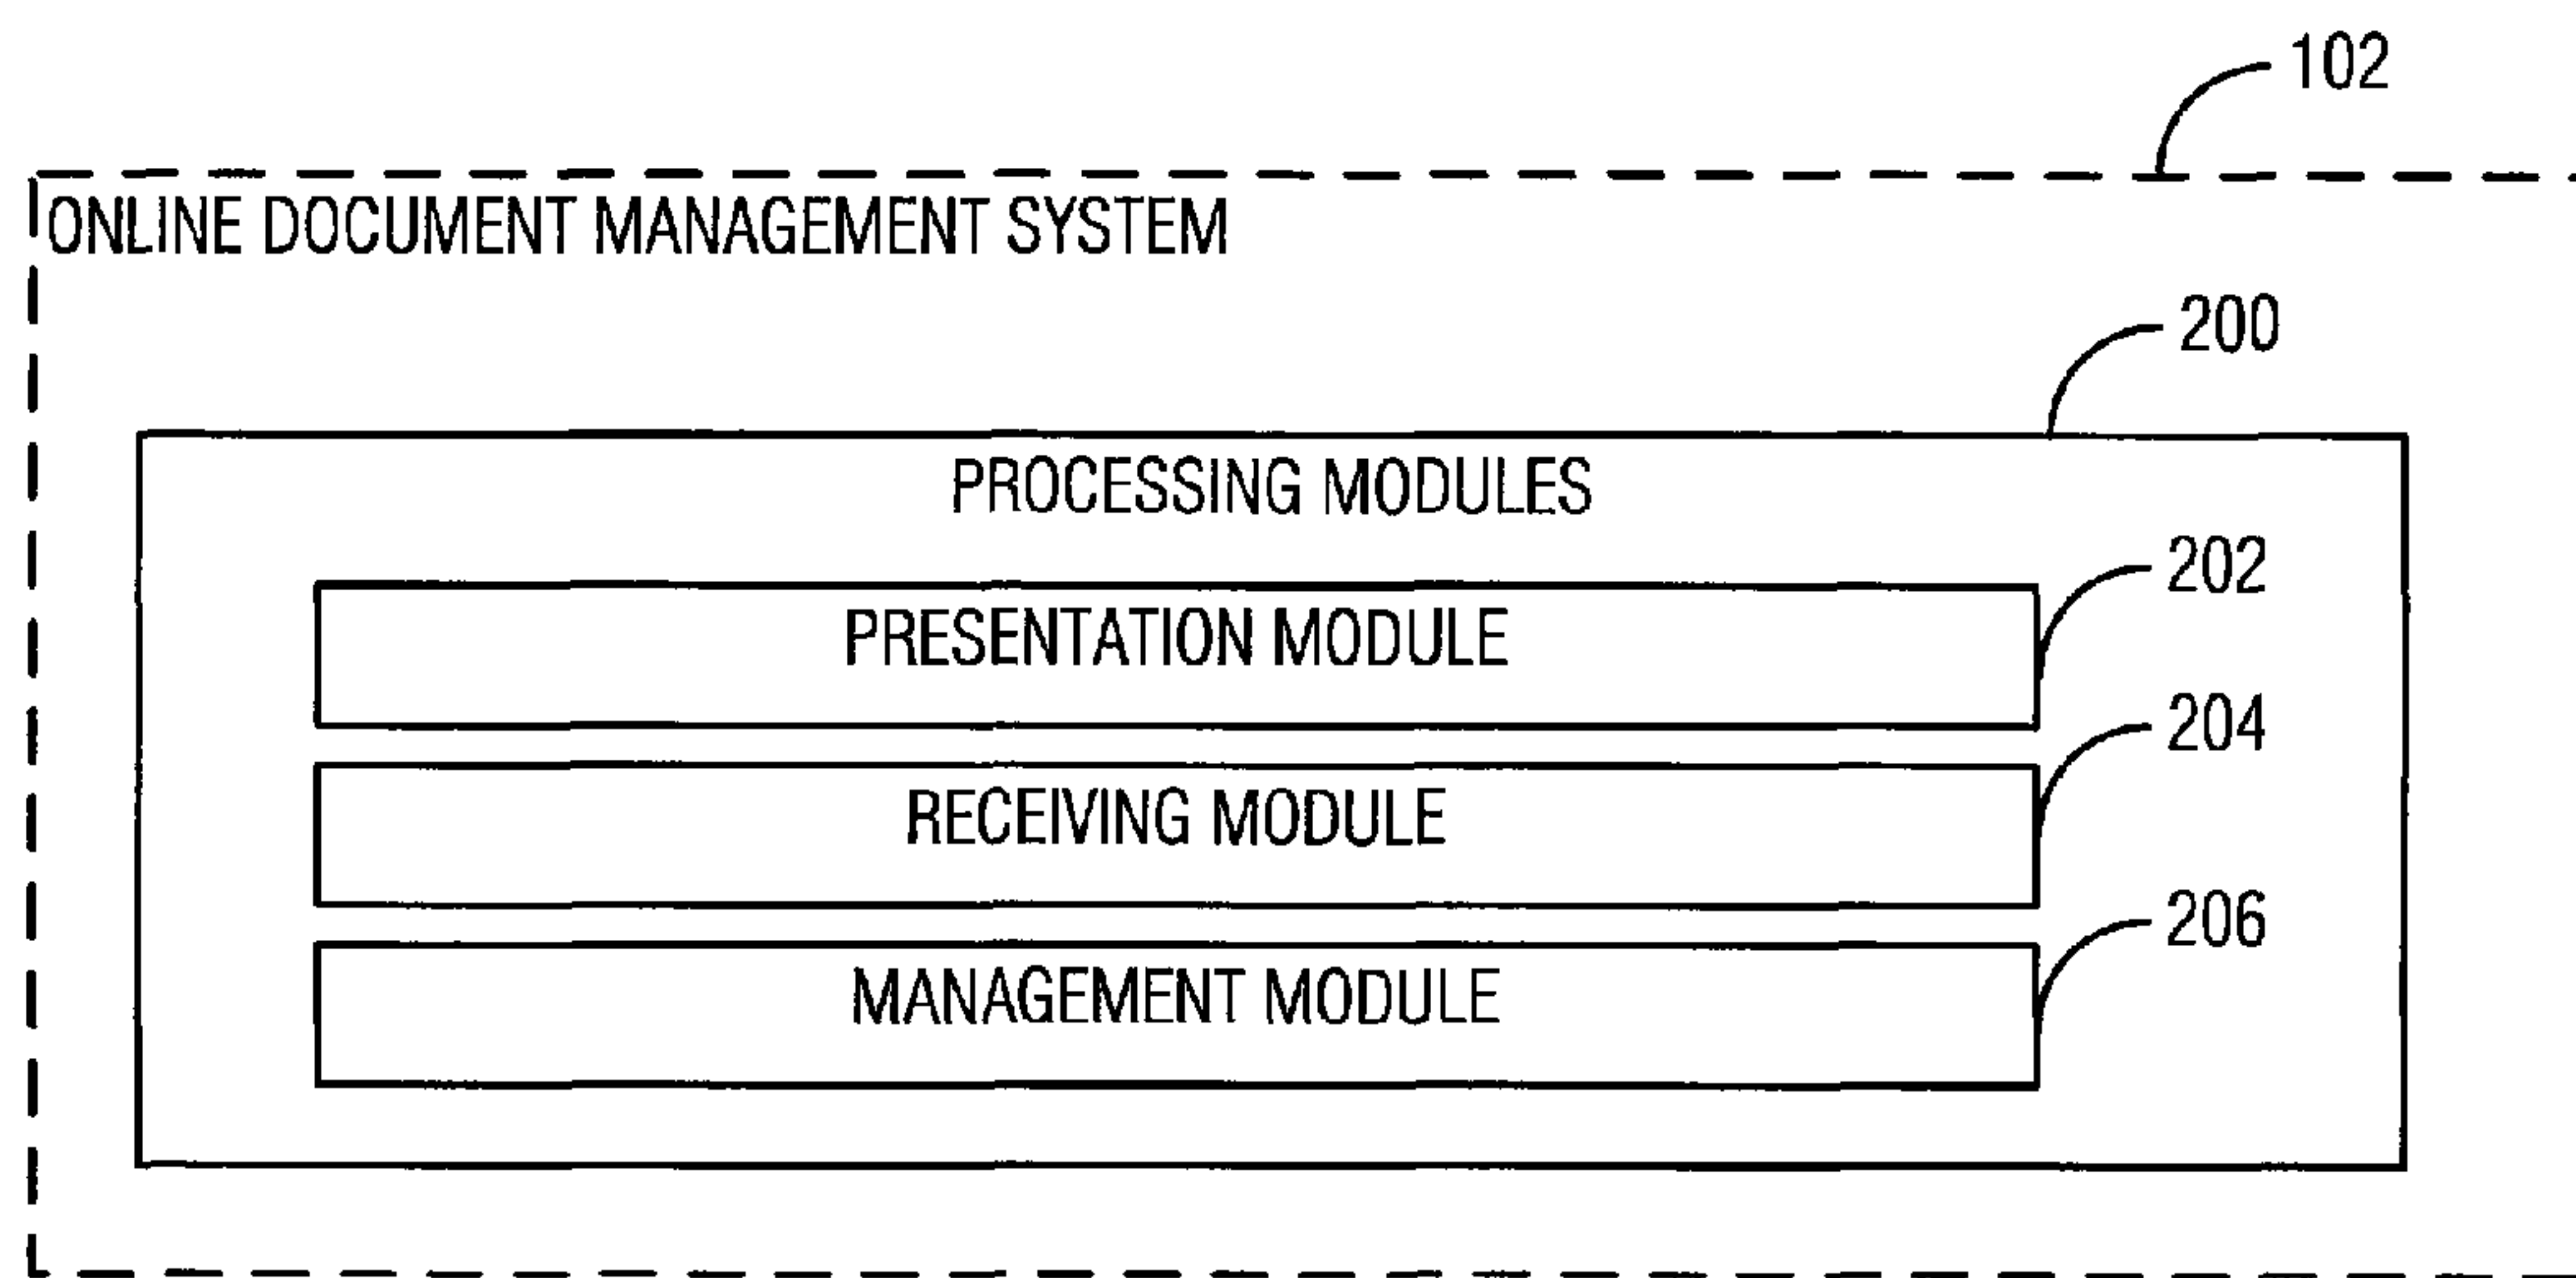 102
ONLINE DOCUMENT MANAGEMENT SYSTEM
200
PROCESSING MODULES
202
PRESENTATION MODULE
204
RECEIVING MODULE
206
MANAGEMENT MODULE